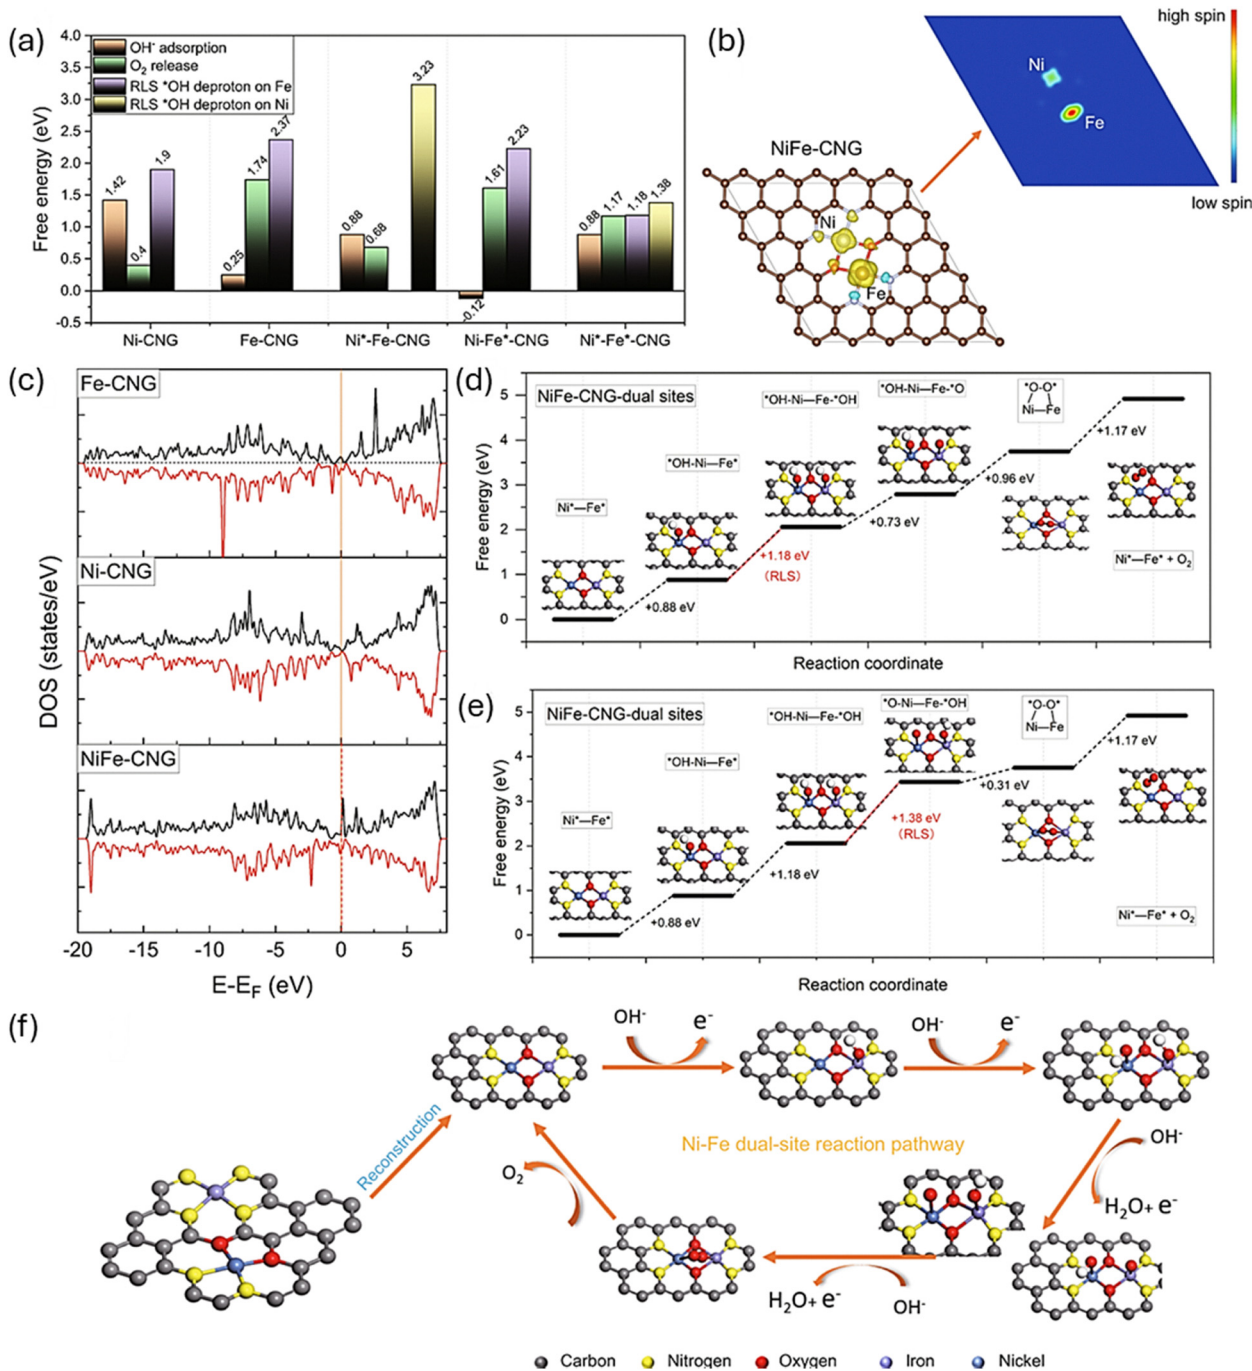 (a)
4.0
3.5
3.0
2.5
2.0
1.5
1.0
0.5
0.0
-0.5
Free energy (eV)
OH⁻ adsorption
O₂ release
RLS *OH deproton on Fe
RLS *OH deproton on Ni
1.42
0.4
1.9
0.25
1.74
2.37
0.88
0.68
3.23
-0.12
1.61
2.23
0.88
1.17
1.18
1.38
Ni-CNG
Fe-CNG
Ni*-Fe-CNG
Ni-Fe*-CNG
Ni*-Fe*-CNG
(b)
high spin
Ni
Fe
low spin
NiFe-CNG
Ni
Fe
(c)
Fe-CNG
Ni-CNG
NiFe-CNG
DOS (states/eV)
-20 -15 -10 -5 0 5
E-E_F (eV)
(d)
NiFe-CNG-dual sites
5
4
3
2
1
0
Free energy (eV)
Ni*—Fe*
*OH-Ni—Fe*
*OH-Ni—Fe-*OH
*OH-Ni—Fe-*O
*O-O*
Ni—Fe
Ni*—Fe* + O₂
+0.88 eV
+1.18 eV
(RLS)
+0.73 eV
+0.96 eV
+1.17 eV
Reaction coordinate
(e)
NiFe-CNG-dual sites
5
4
3
2
1
0
Free energy (eV)
Ni*—Fe*
*OH-Ni—Fe*
*OH-Ni—Fe-*OH
*O-Ni—Fe-*OH
*O-O*
Ni—Fe
Ni*—Fe* + O₂
+0.88 eV
+1.18 eV
+1.38 eV
(RLS)
+0.31 eV
+1.17 eV
Reaction coordinate
(f)
Reconstruction
OH⁻
e⁻
OH⁻
e⁻
Ni-Fe dual-site reaction pathway
OH⁻
H₂O+ e⁻
O₂
H₂O+ e⁻
OH⁻
Carbon
Nitrogen
Oxygen
Iron
Nickel